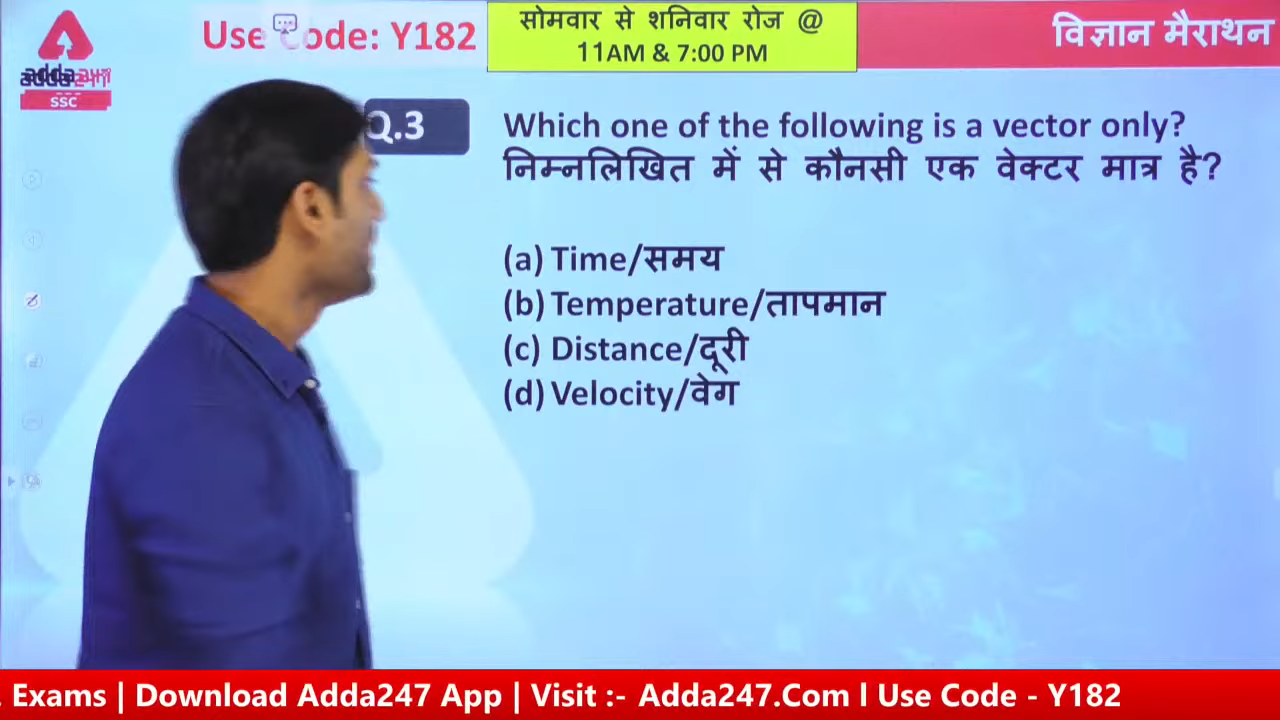 Use Code: Y182
सोमवार से शनिवार रोज @
11AM & 7:00 PM
विज्ञान मैराथन
adda247
SSC
Q.3
Which one of the following is a vector only?
निम्नलिखित में से कौनसी एक वेक्टर मात्र है?
(a) Time/समय
(b) Temperature/तापमान
(c) Distance/दूरी
(d) Velocity/वेग
Exams | Download Adda247 App | Visit :- Adda247.Com l Use Code - Y182